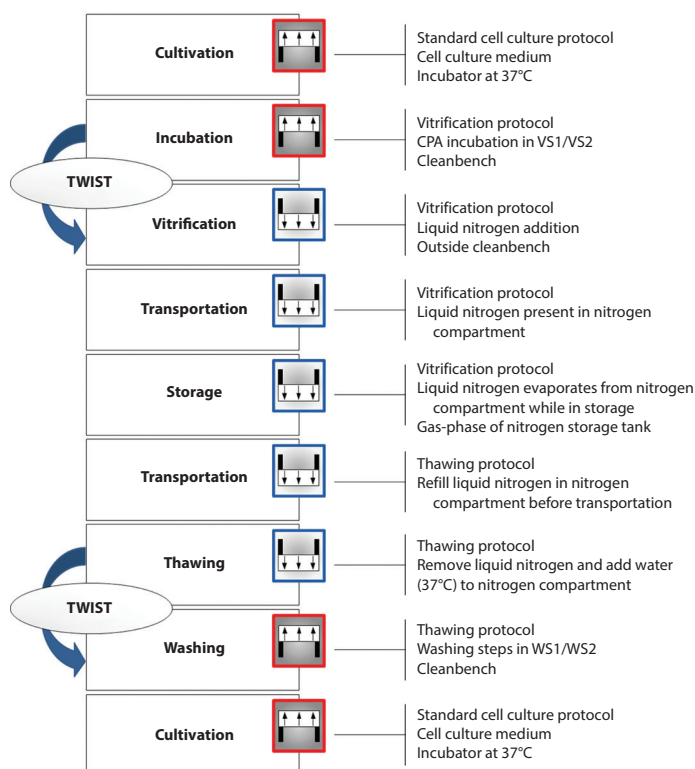 Cultivation
Standard cell culture protocol
Cell culture medium
Incubator at 37°C
Incubation
Vitrification protocol
CPA incubation in VS1/VS2
Cleanbench
TWIST
Vitrification
Vitrification protocol
Liquid nitrogen addition
Outside cleanbench
Transportation
Vitrification protocol
Liquid nitrogen present in nitrogen
compartment
Storage
Vitrification protocol
Liquid nitrogen evaporates from nitrogen
compartment while in storage
Gas-phase of nitrogen storage tank
Transportation
Thawing protocol
Refill liquid nitrogen in nitrogen
compartment before transportation
Thawing
Thawing protocol
Remove liquid nitrogen and add water
(37°C) to nitrogen compartment
TWIST
Washing
Thawing protocol
Washing steps in WS1/WS2
Cleanbench
Cultivation
Standard cell culture protocol
Cell culture medium
Incubator at 37°C